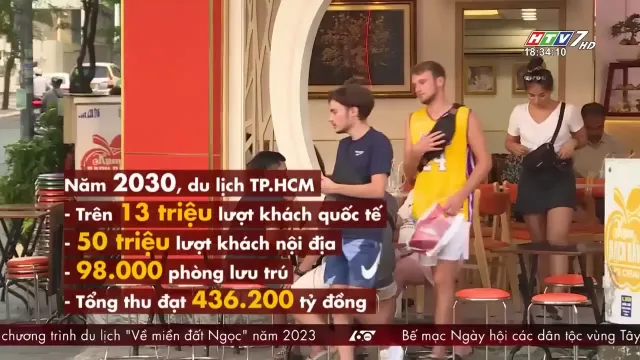 HTV7 HD
18:34:10
Năm 2030, du lịch TP.HCM
- Trên 13 triệu lượt khách quốc tế
- 50 triệu lượt khách nội địa
- 98.000 phòng lưu trú
- Tổng thu đạt 436.200 tỷ đồng
chương trình du lịch "Về miền đất Ngọc" năm 2023
60
Bế mạc Ngày hội các dân tộc vùng Tây